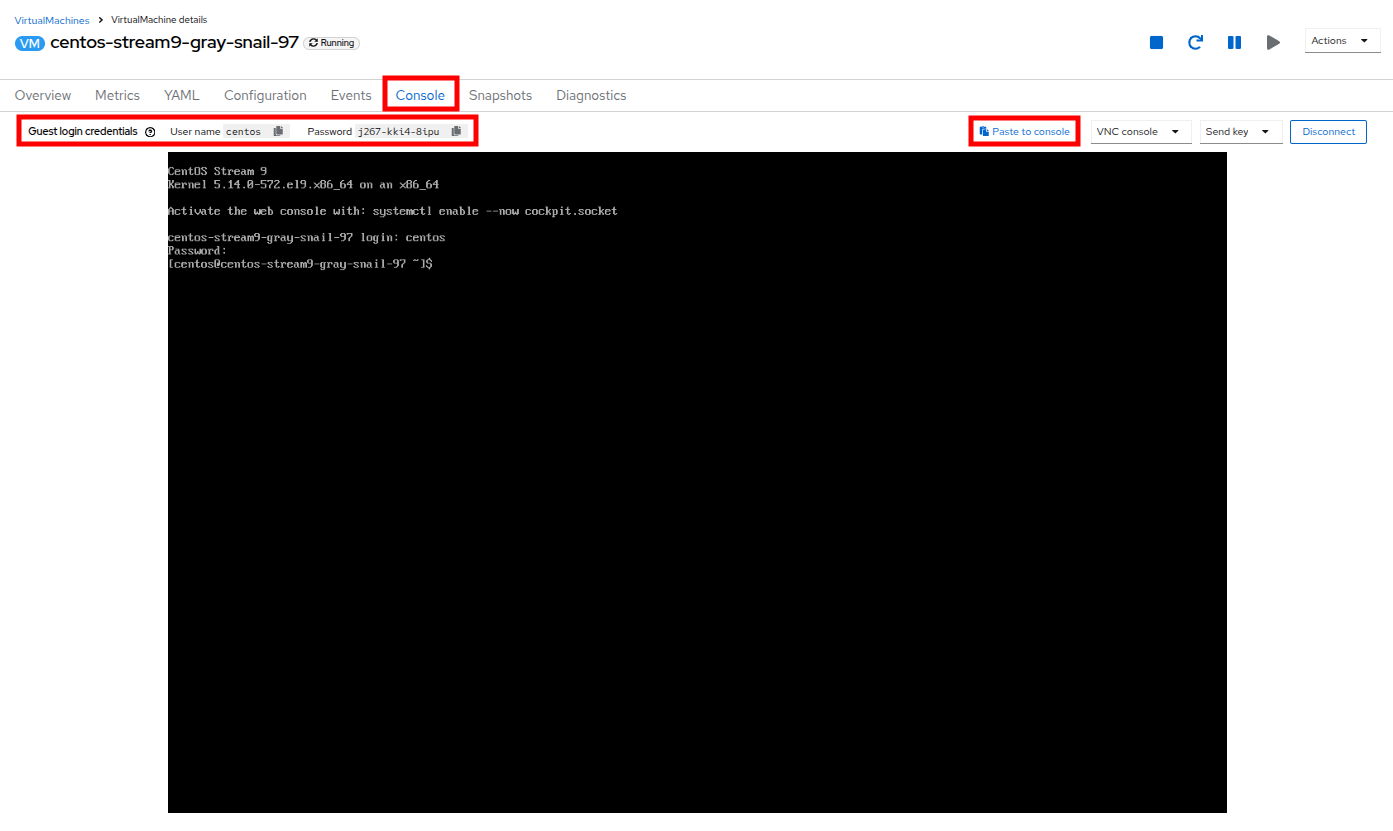 VirtualMachines > VirtualMachine details
VM centos-stream9-gray-snail-97 Running
Actions
Overview Metrics YAML Configuration Events Console Snapshots Diagnostics
Guest login credentials User name centos Password j267-kki4-8ipu Paste to console VNC console Send key Disconnect
CentOS Stream 9
Kernel 5.14.0-572.el9.x86_64 on an x86_64
Activate the web console with: systemctl enable --now cockpit.socket
centos-stream9-gray-snail-97 login: centos
Password:
[centos@centos-stream9-gray-snail-97 ~]$